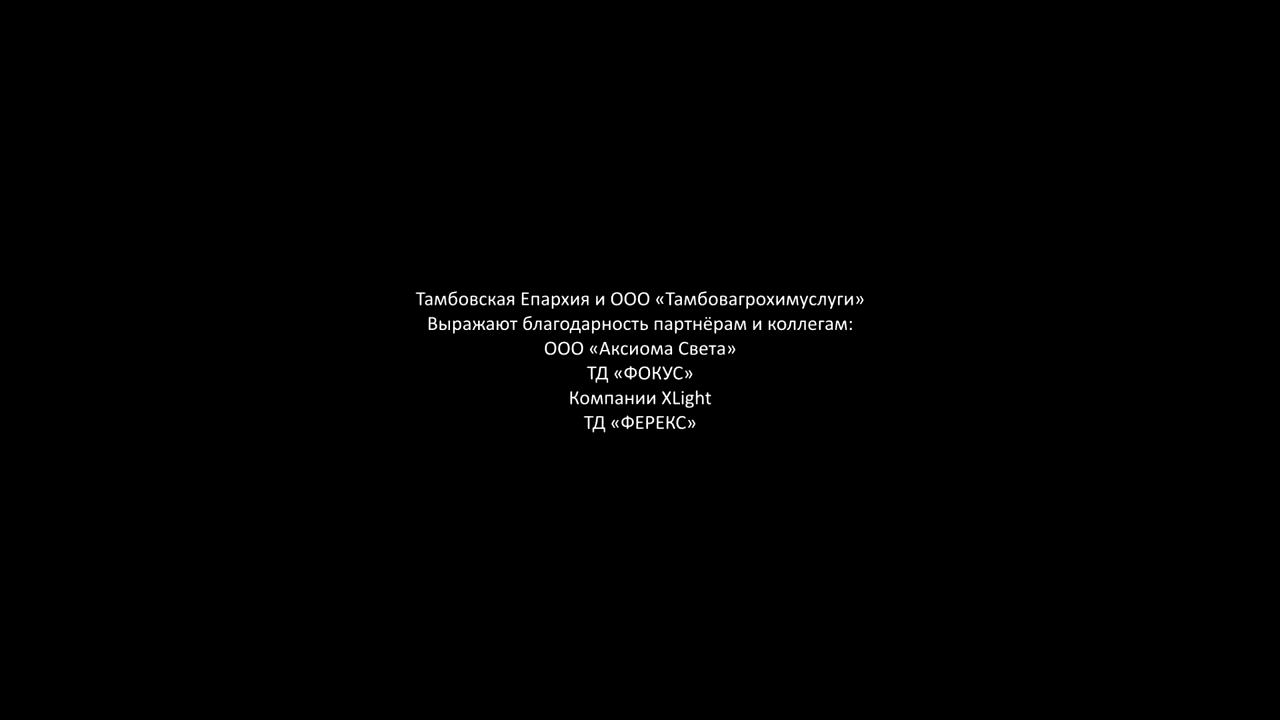 Тамбовская Епархия и ООО «Тамбовагрохимуслуги»
Выражают благодарность партнёрам и коллегам:
ООО «Аксиома Света»
ТД «ФОКУС»
Компании XLight
ТД «ФЕРЕКС»